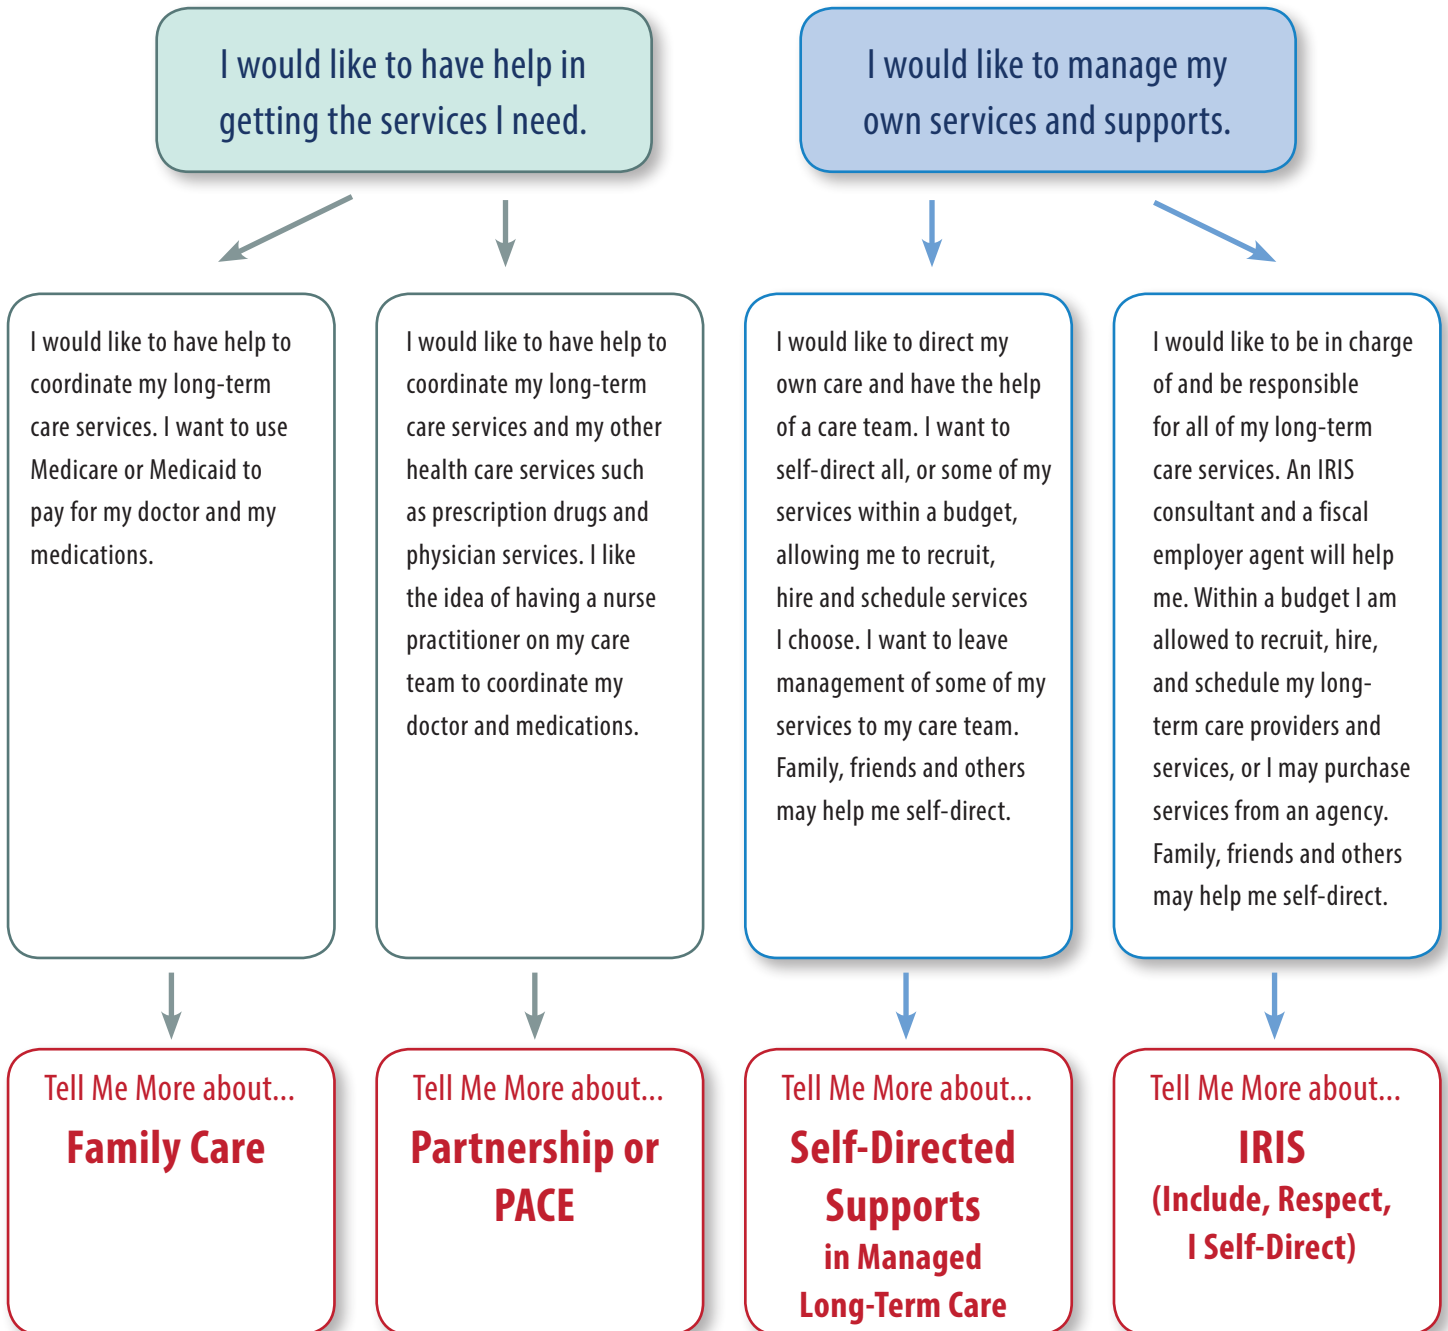 I would like to have help in
getting the services I need.
I would like to manage my
own services and supports.
I would like to have help to
coordinate my long-term
care services. I want to use
Medicare or Medicaid to
pay for my doctor and my
medications.
I would like to have help to
coordinate my long-term
care services and my other
health care services such
as prescription drugs and
physician services. I like
the idea of having a nurse
practitioner on my care
team to coordinate my
doctor and medications.
I would like to direct my
own care and have the help
of a care team. I want to
self-direct all, or some of my
services within a budget,
allowing me to recruit,
hire and schedule services
I choose. I want to leave
management of some of my
services to my care team.
Family, friends and others
may help me self-direct.
I would like to be in charge
of and be responsible
for all of my long-term
care services. An IRIS
consultant and a fiscal
employer agent will help
me. Within a budget I am
allowed to recruit, hire,
and schedule my long-
term care providers and
services, or I may purchase
services from an agency.
Family, friends and others
may help me self-direct.
Tell Me More about...
Family Care
Tell Me More about...
Partnership or
PACE
Tell Me More about...
Self-Directed
Supports
in Managed
Long-Term Care
Tell Me More about...
IRIS
(Include, Respect,
I Self-Direct)